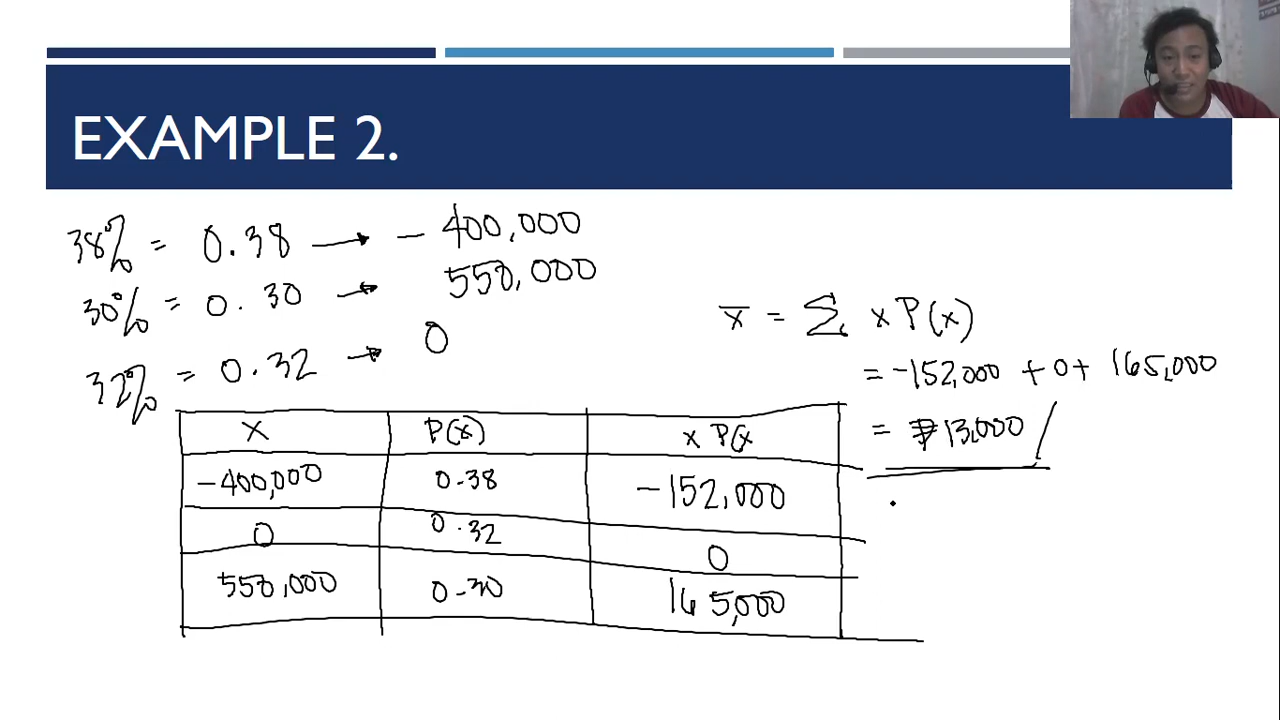 EXAMPLE 2.
38% = 0.38 → - 400,000
30% = 0.30 → 550,000
32% = 0.32 → 0
x̅ = Σ x P(x)
= -152,000 + 0 + 165,000
= ₱13,000
X P(x) x P(x
-400,000 0.38 -152,000
0 0.32 0
550,000 0.30 165,000